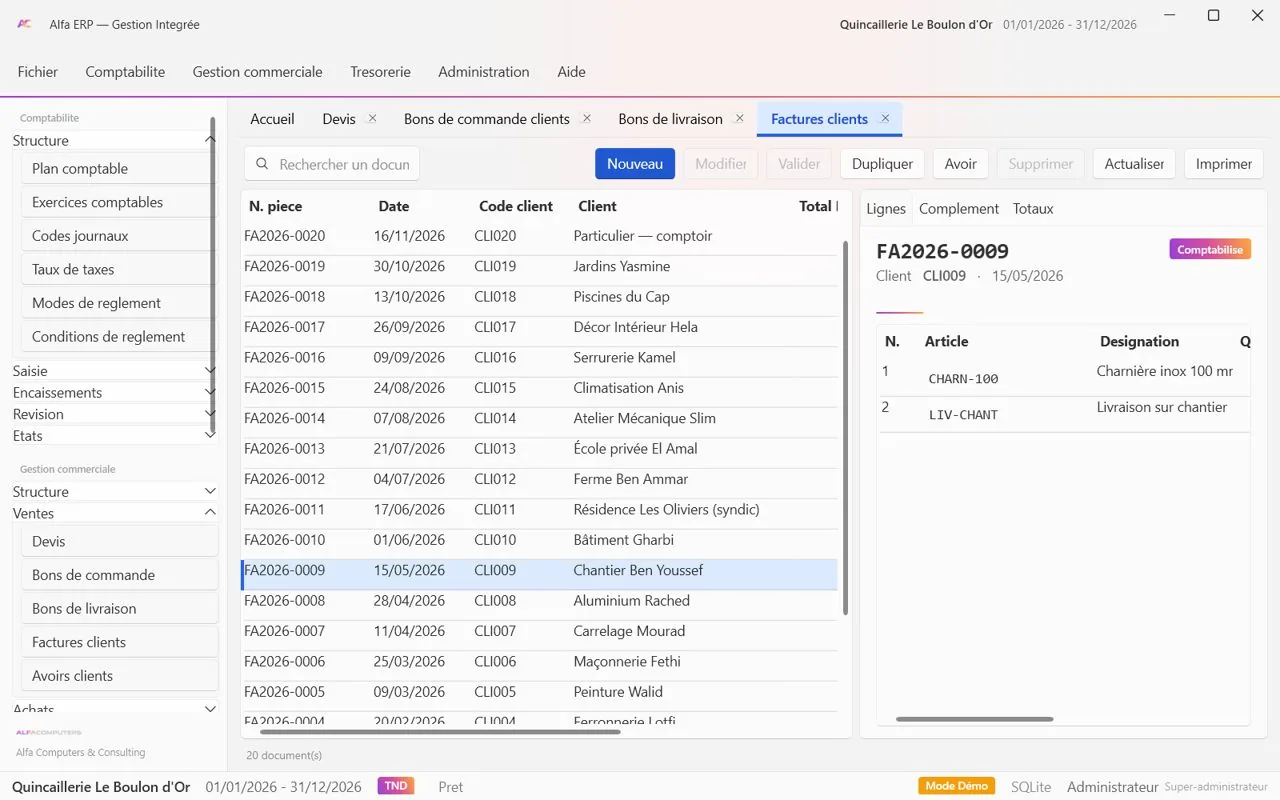 AC Alfa ERP — Gestion Integrée
Quincaillerie Le Boulon d'Or 01/01/2026 - 31/12/2026
Fichier Comptabilite Gestion commerciale Tresorerie Administration Aide
Comptabilite
Structure
Plan comptable
Exercices comptables
Codes journaux
Taux de taxes
Modes de reglement
Conditions de reglement
Saisie
Encaissements
Revision
Etats
Gestion commerciale
Structure
Ventes
Devis
Bons de commande
Bons de livraison
Factures clients
Avoirs clients
Achats
ALFACOMPUTERS
Alfa Computers & Consulting
Accueil Devis Bons de commande clients Bons de livraison Factures clients
Rechercher un docun Nouveau Modifier Valider Dupliquer Avoir Supprimer Actualiser Imprimer
N. piece Date Code client Client Total
FA2026-0020 16/11/2026 CLI020 Particulier — comptoir
FA2026-0019 30/10/2026 CLI019 Jardins Yasmine
FA2026-0018 13/10/2026 CLI018 Piscines du Cap
FA2026-0017 26/09/2026 CLI017 Décor Intérieur Hela
FA2026-0016 09/09/2026 CLI016 Serrurerie Kamel
FA2026-0015 24/08/2026 CLI015 Climatisation Anis
FA2026-0014 07/08/2026 CLI014 Atelier Mécanique Slim
FA2026-0013 21/07/2026 CLI013 École privée El Amal
FA2026-0012 04/07/2026 CLI012 Ferme Ben Ammar
FA2026-0011 17/06/2026 CLI011 Résidence Les Oliviers (syndic)
FA2026-0010 01/06/2026 CLI010 Bâtiment Gharbi
FA2026-0009 15/05/2026 CLI009 Chantier Ben Youssef
FA2026-0008 28/04/2026 CLI008 Aluminium Rached
FA2026-0007 11/04/2026 CLI007 Carrelage Mourad
FA2026-0006 25/03/2026 CLI006 Maçonnerie Fethi
FA2026-0005 09/03/2026 CLI005 Peinture Walid
FA2026-0004 20/02/2026 CLI004 Ferronnerie Lotfi
20 document(s)
Lignes Complement Totaux
FA2026-0009 Comptabilise
Client CLI009 · 15/05/2026
N. Article Designation Q
1 CHARN-100 Charnière inox 100 mr
2 LIV-CHANT Livraison sur chantier
Quincaillerie Le Boulon d'Or 01/01/2026 - 31/12/2026 TND Pret
Mode Démo SQLite Administrateur Super-administrateur